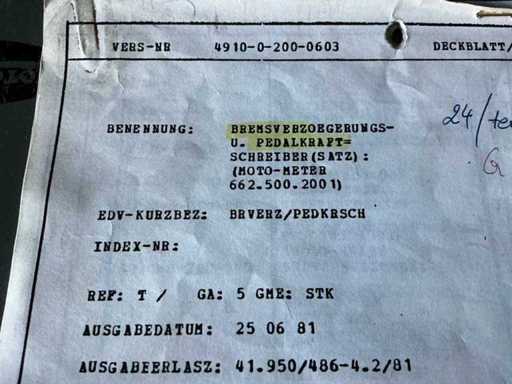 VERS-NR 4910-0-200-0603 DECKBLATT/
BENENNUNG: BREMSVERZOEGERUNGS-
U. PEDALKRAFT=
SCHREIBER(SATZ):
(MOTO-METER
662.500.2001)
24/
EDV-KURZBEZ: BRVERZ/PEDKRSCH
INDEX-NR:
REF: T / GA: 5 GME: STK
AUSGABEDATUM: 25 06 81
AUSGABEERLASZ: 41.950/486-4.2/81